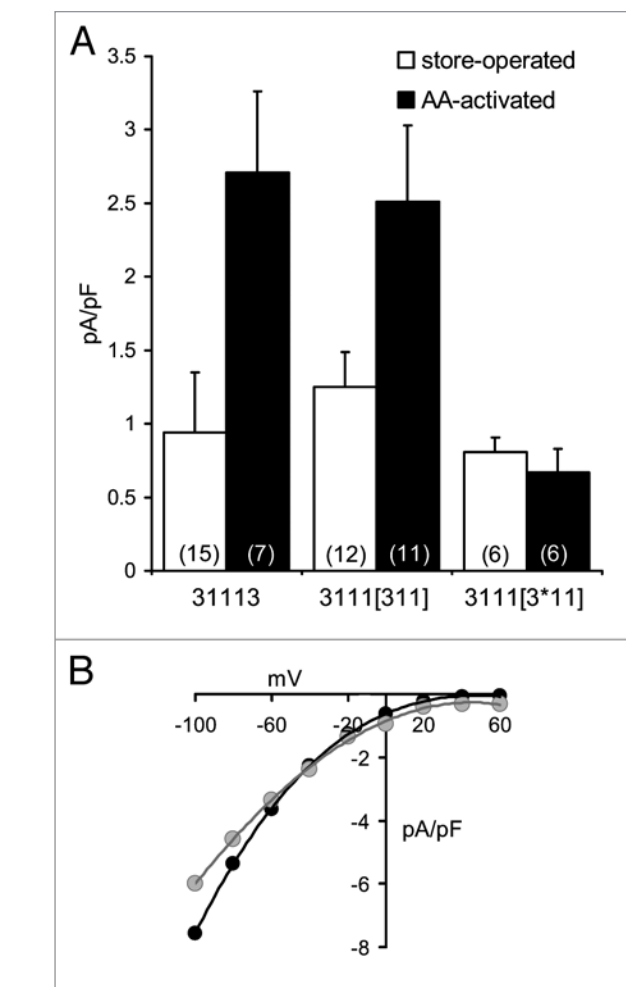 A
3.5
store-operated
AA-activated
3
2.5
2
pA/pF
1.5
1
0.5
(15) (7) (12) (11) (6) (6)
0
31113 3111[311] 3111[3*11]
B
mV
-100 -60 -20 20 60
-2
-4 pA/pF
-6
-8